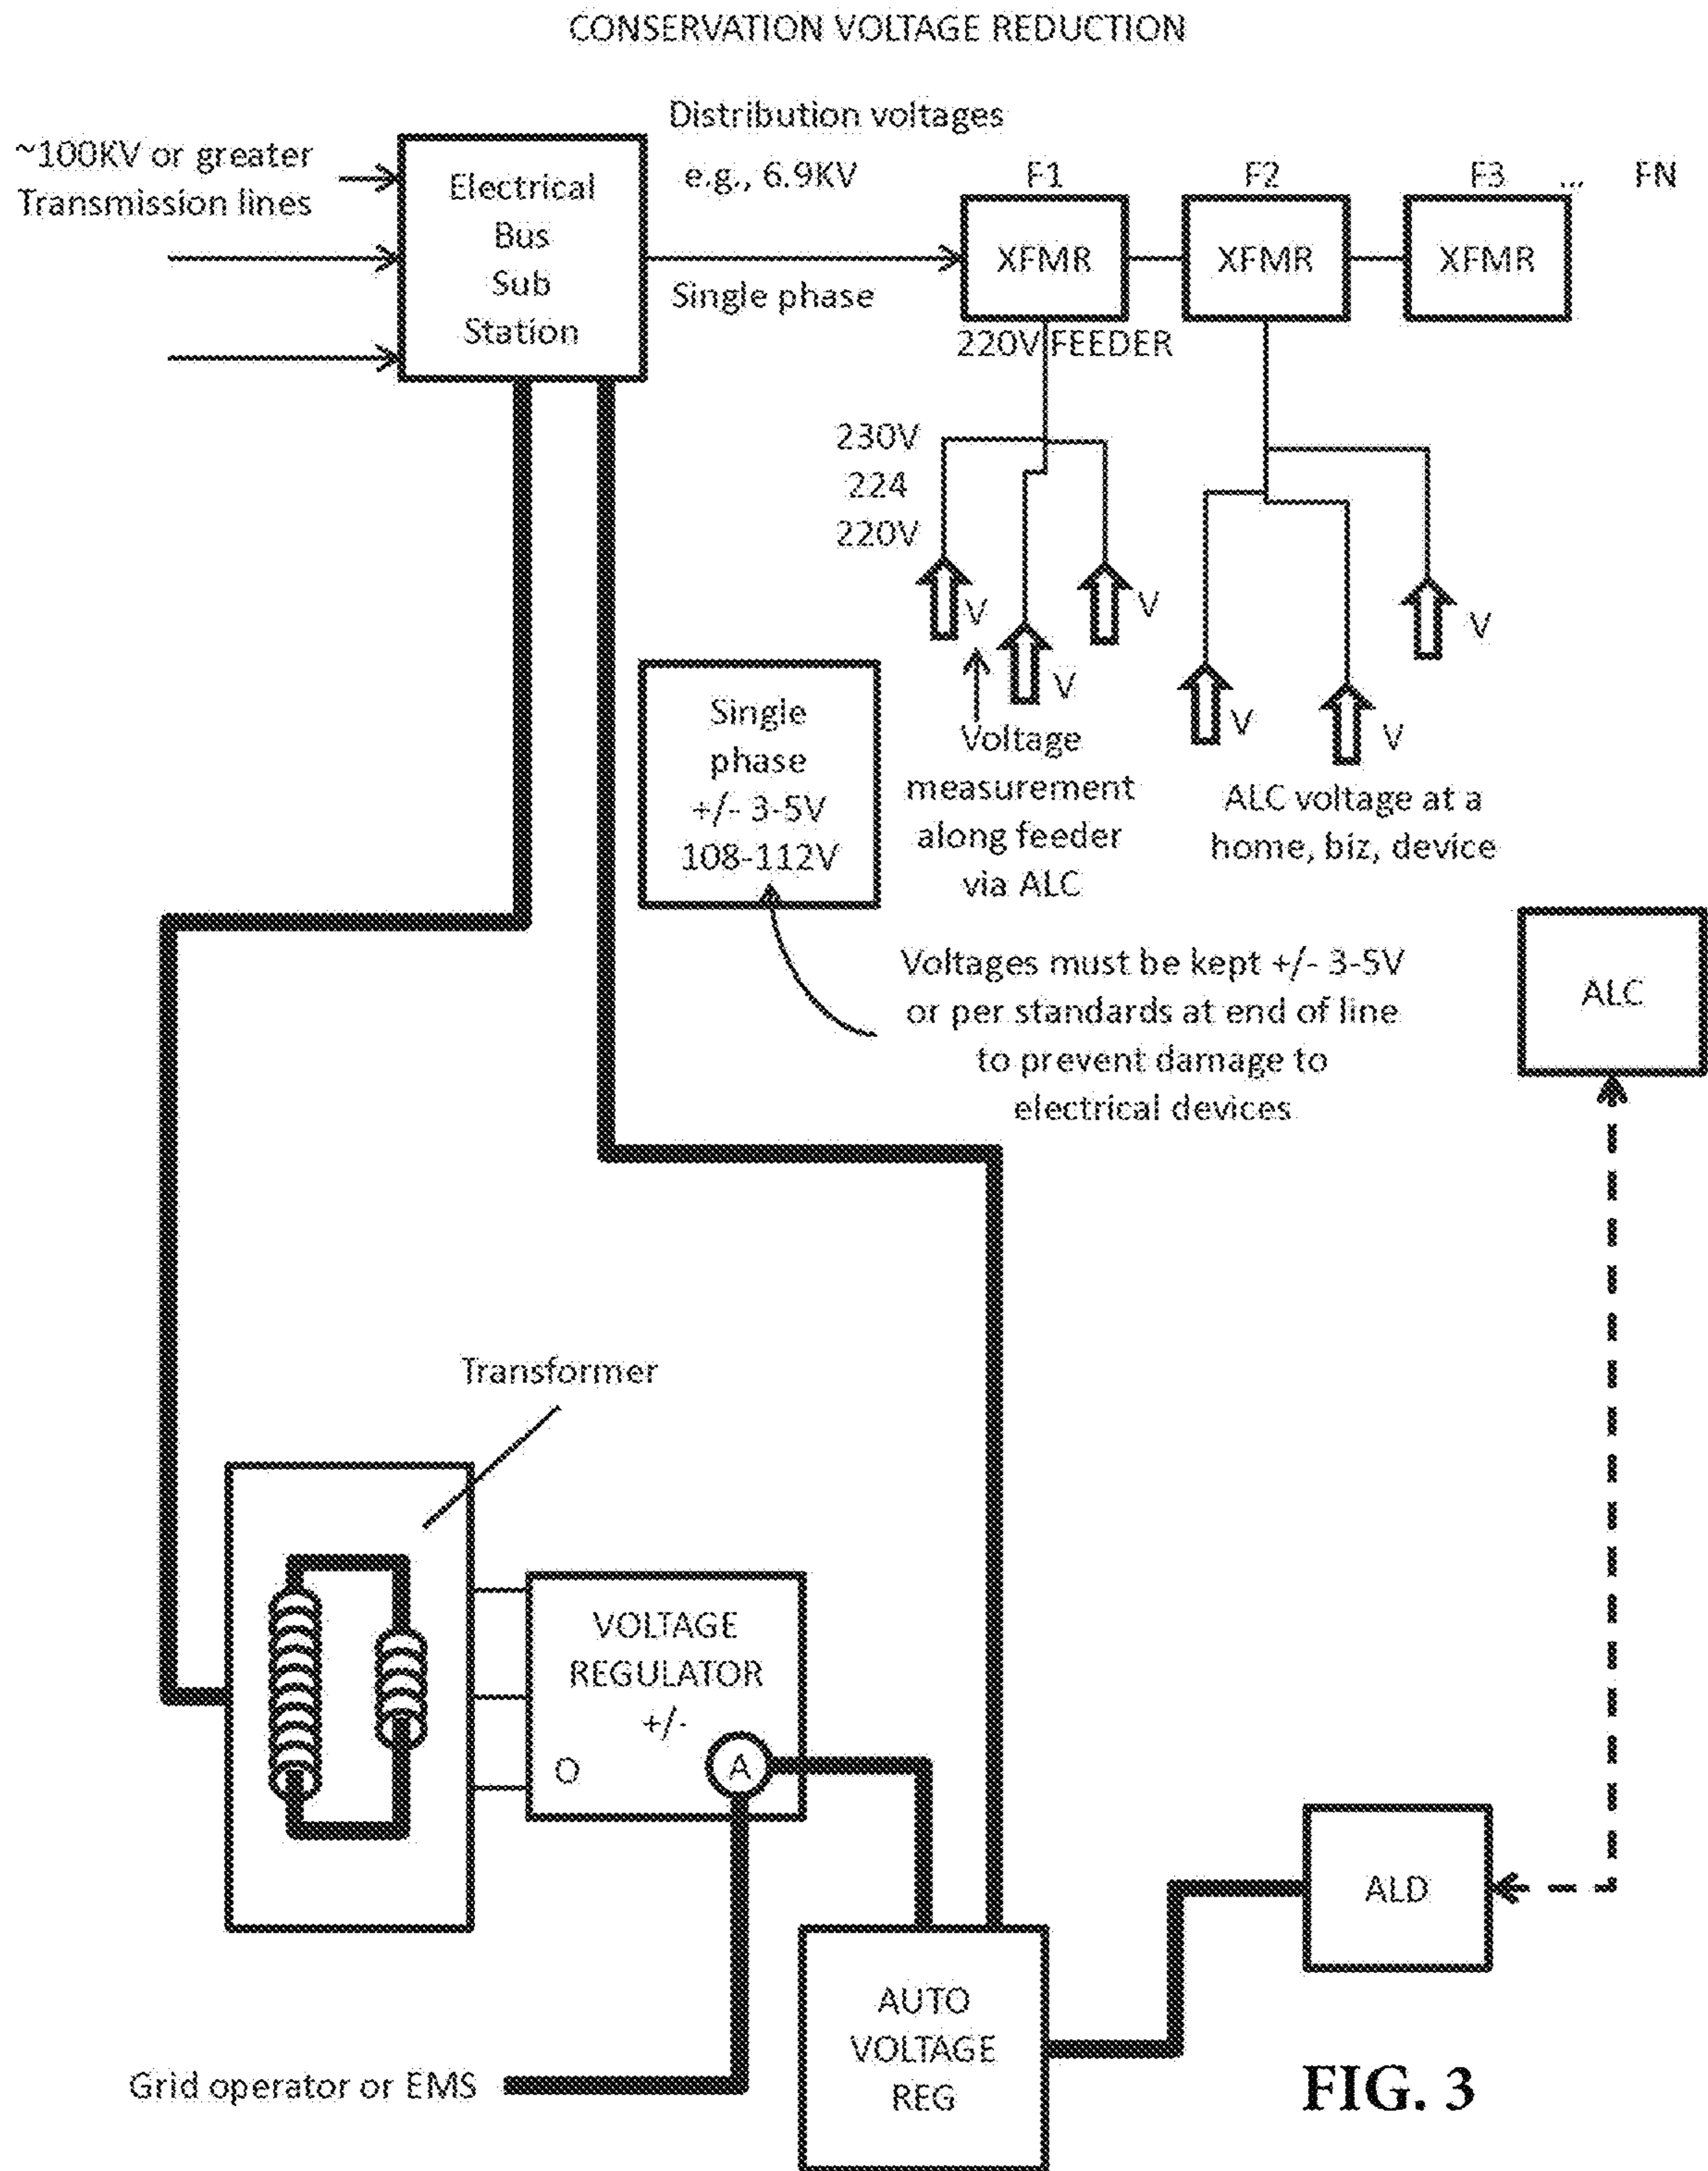 CONSERVATION VOLTAGE REDUCTION
~100KV or greater
Transmission lines
Electrical
Bus
Sub
Station
Distribution voltages
e.g., 6.9KV
Single phase
F1
F2
F3
...
FN
XFMR
XFMR
XFMR
220V FEEDER
230V
224
220V
V
V
V
V
V
V
Single
phase
+/- 3-5V
108-112V
Voltage
measurement
along feeder
via ALC
ALC voltage at a
home, biz, device
Voltages must be kept +/- 3-5V
or per standards at end of line
to prevent damage to
electrical devices
ALC
Transformer
VOLTAGE
REGULATOR
+/-
O
A
ALD
AUTO
VOLTAGE
REG
Grid operator or EMS
FIG. 3